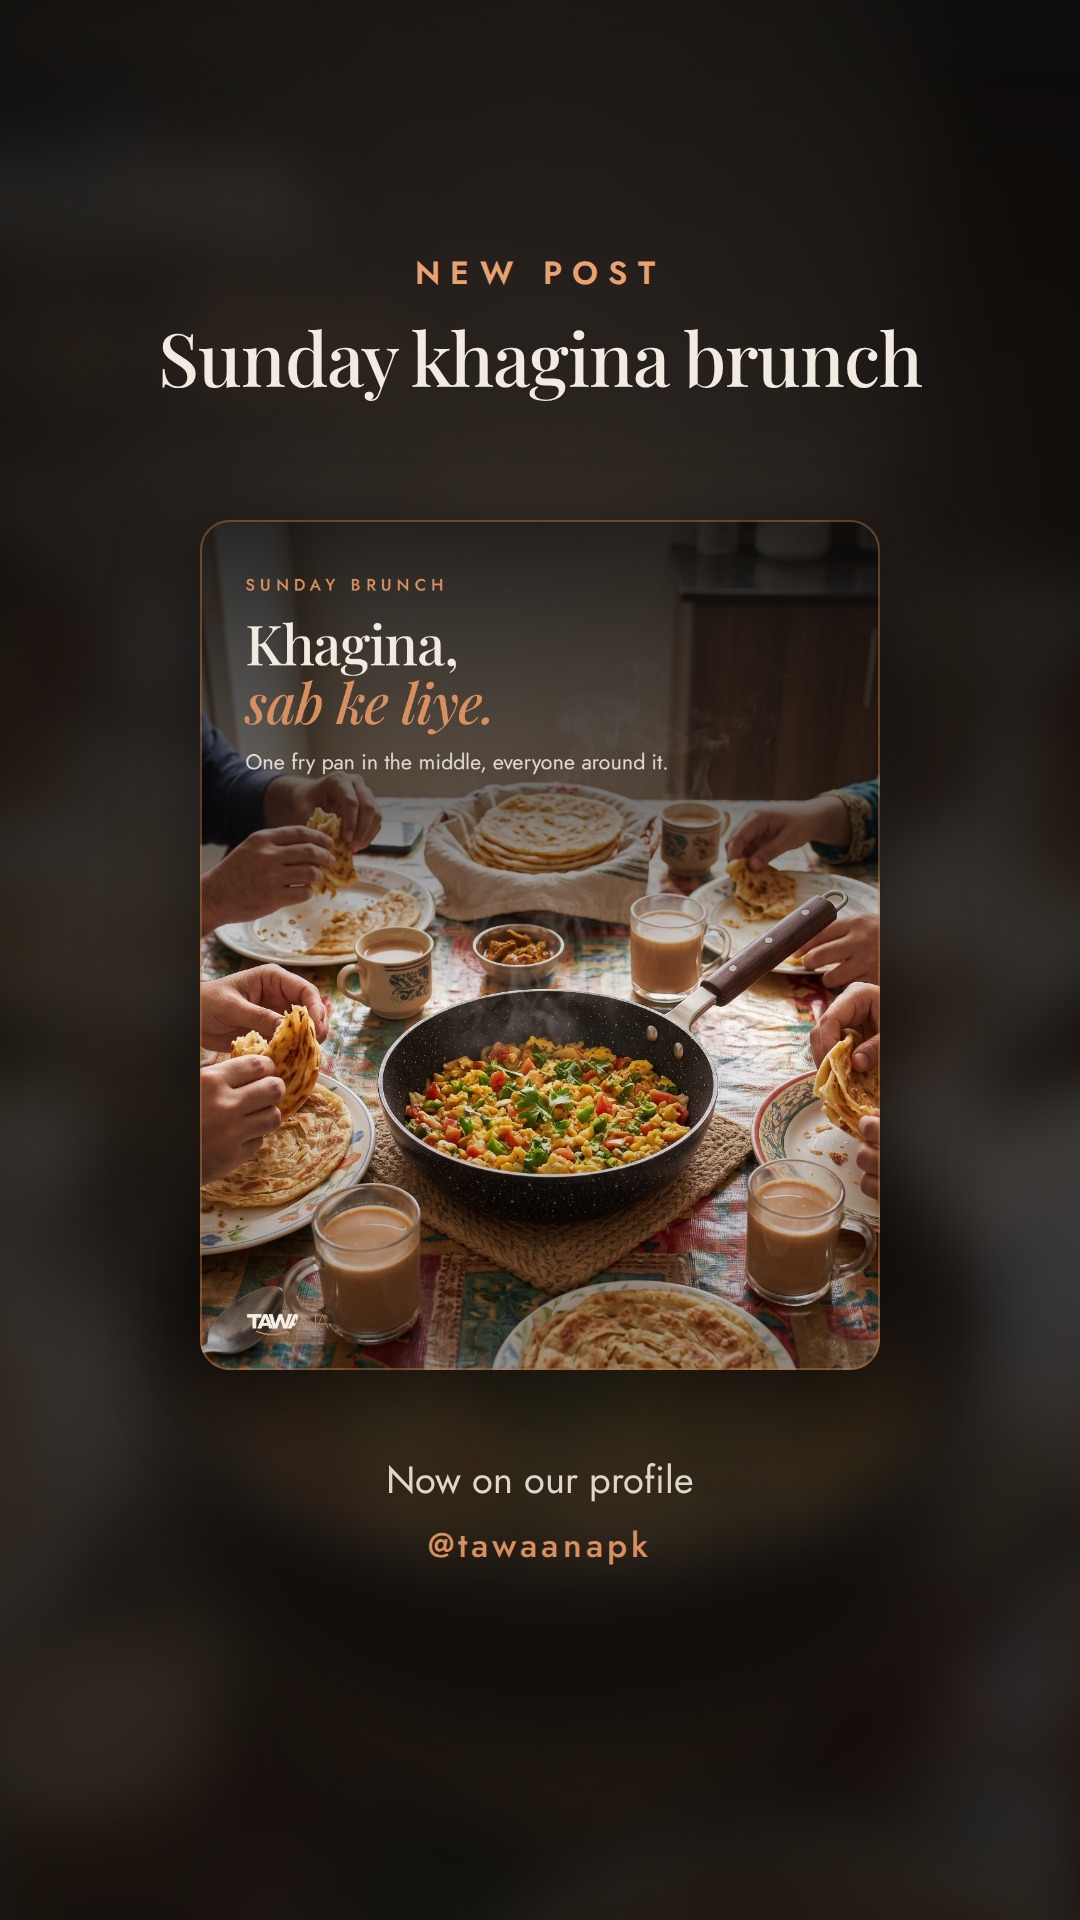 NEW POST
Sunday khagina brunch
SUNDAY BRUNCH
Khagina,
sab ke liye.
One fry pan in the middle, everyone around it.
Now on our profile
@tawaanapk